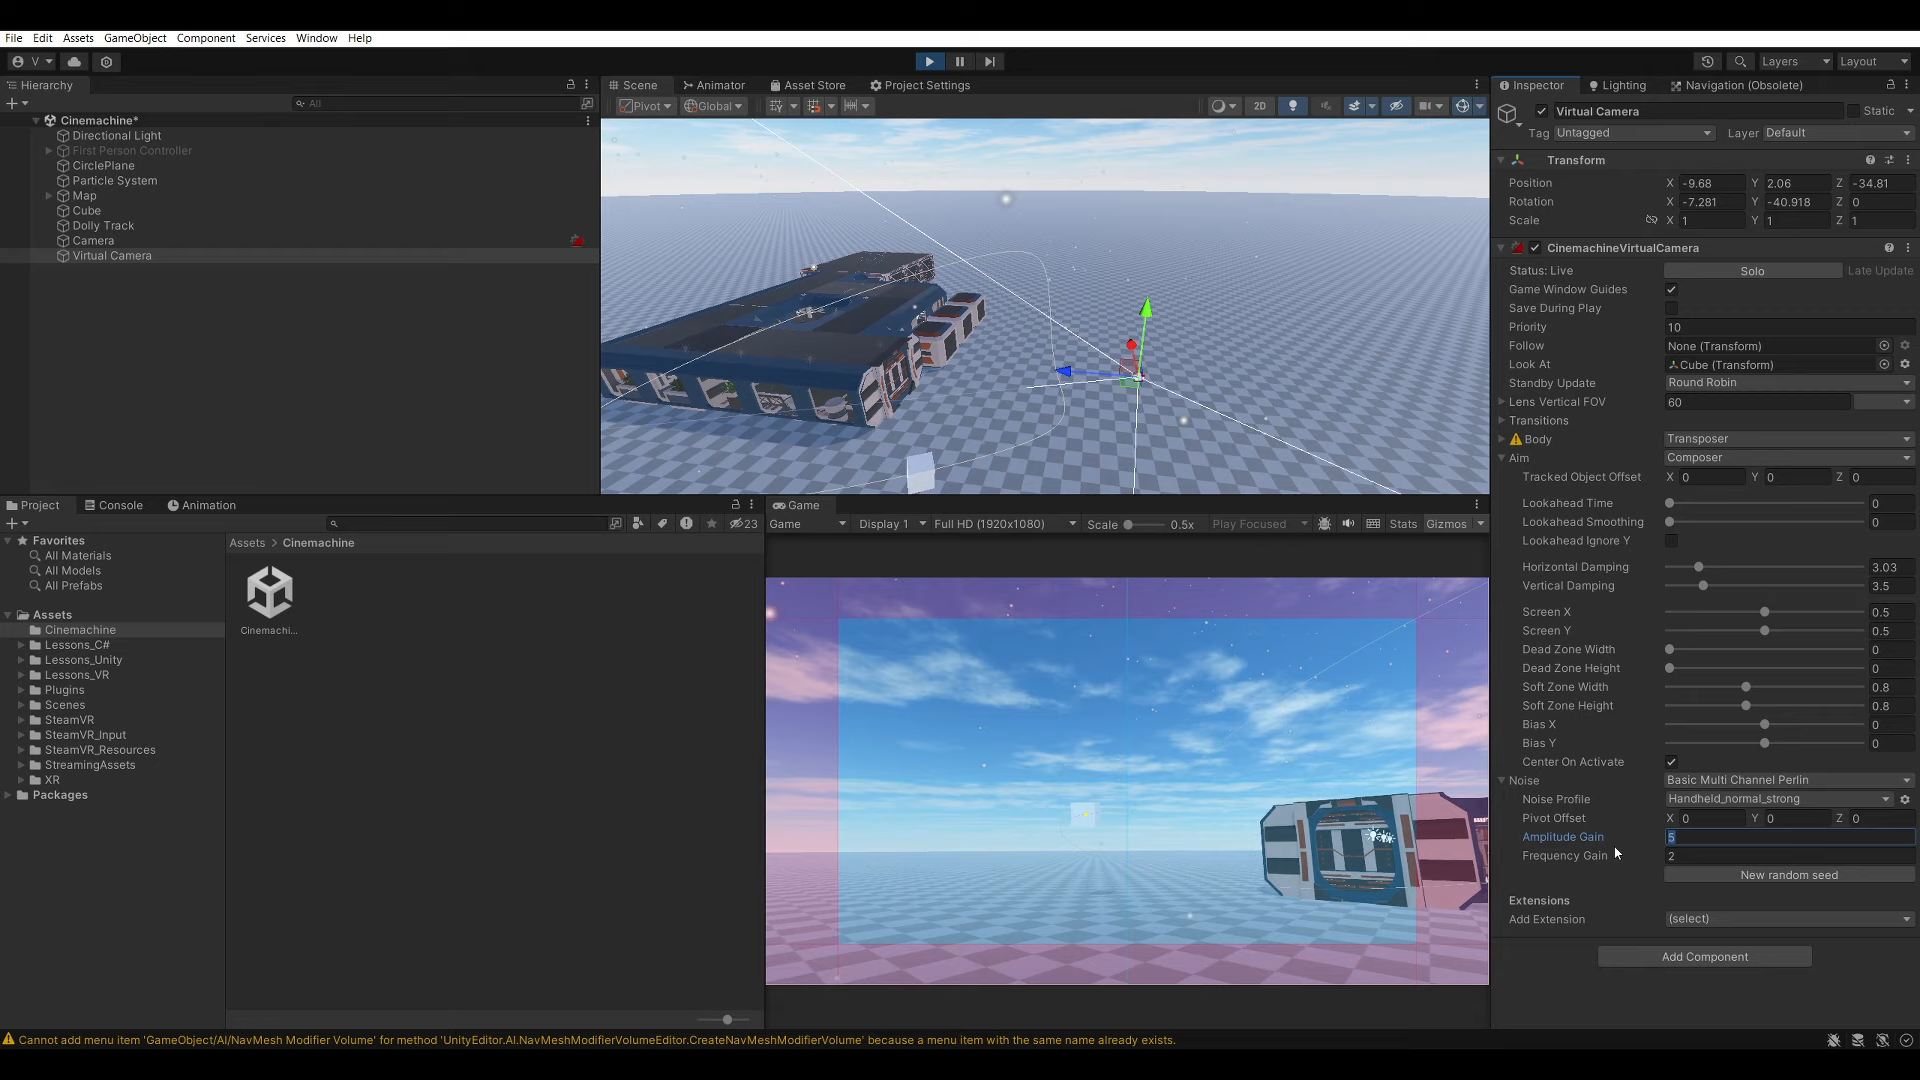 File Edit Assets GameObject Component Services Window Help
V Layers Layout
Hierarchy
All
Cinemachine*
Directional Light
First Person Controller
CirclePlane
Particle System
Map
Cube
Dolly Track
Camera
Virtual Camera
Scene Animator Asset Store Project Settings
Pivot Global 2D
Inspector Lighting Navigation (Obsolete)
Virtual Camera Static
Tag Untagged Layer Default
Transform
Position X -9.68 Y 2.06 Z -34.81
Rotation X -7.281 Y -40.918 Z 0
Scale X 1 Y 1 Z 1
CinemachineVirtualCamera
Status: Live Solo Late Update
Game Window Guides
Save During Play
Priority 10
Follow None (Transform)
Look At Cube (Transform)
Standby Update Round Robin
Lens Vertical FOV 60
Transitions
Body Transposer
Aim Composer
Tracked Object Offset X 0 Y 0 Z 0
Lookahead Time 0
Lookahead Smoothing 0
Lookahead Ignore Y
Horizontal Damping 3.03
Vertical Damping 3.5
Screen X 0.5
Screen Y 0.5
Dead Zone Width 0
Dead Zone Height 0
Soft Zone Width 0.8
Soft Zone Height 0.8
Bias X 0
Bias Y 0
Center On Activate
Noise Basic Multi Channel Perlin
Noise Profile Handheld_normal_strong
Pivot Offset X 0 Y 0 Z 0
Amplitude Gain 5
Frequency Gain 2
New random seed
Extensions
Add Extension (select)
Add Component
Project Console Animation
23
Favorites
All Materials
All Models
All Prefabs
Assets
Cinemachine
Lessons_C#
Lessons_Unity
Lessons_VR
Plugins
Scenes
SteamVR
SteamVR_Input
SteamVR_Resources
StreamingAssets
XR
Packages
Assets > Cinemachine
Cinemachi...
Game
Game Display 1 Full HD (1920x1080) Scale 0.5x Play Focused Stats Gizmos
Cannot add menu item 'GameObject/AI/NavMesh Modifier Volume' for method 'UnityEditor.AI.NavMeshModifierVolumeEditor.CreateNavMeshModifierVolume' because a menu item with the same name already exists.